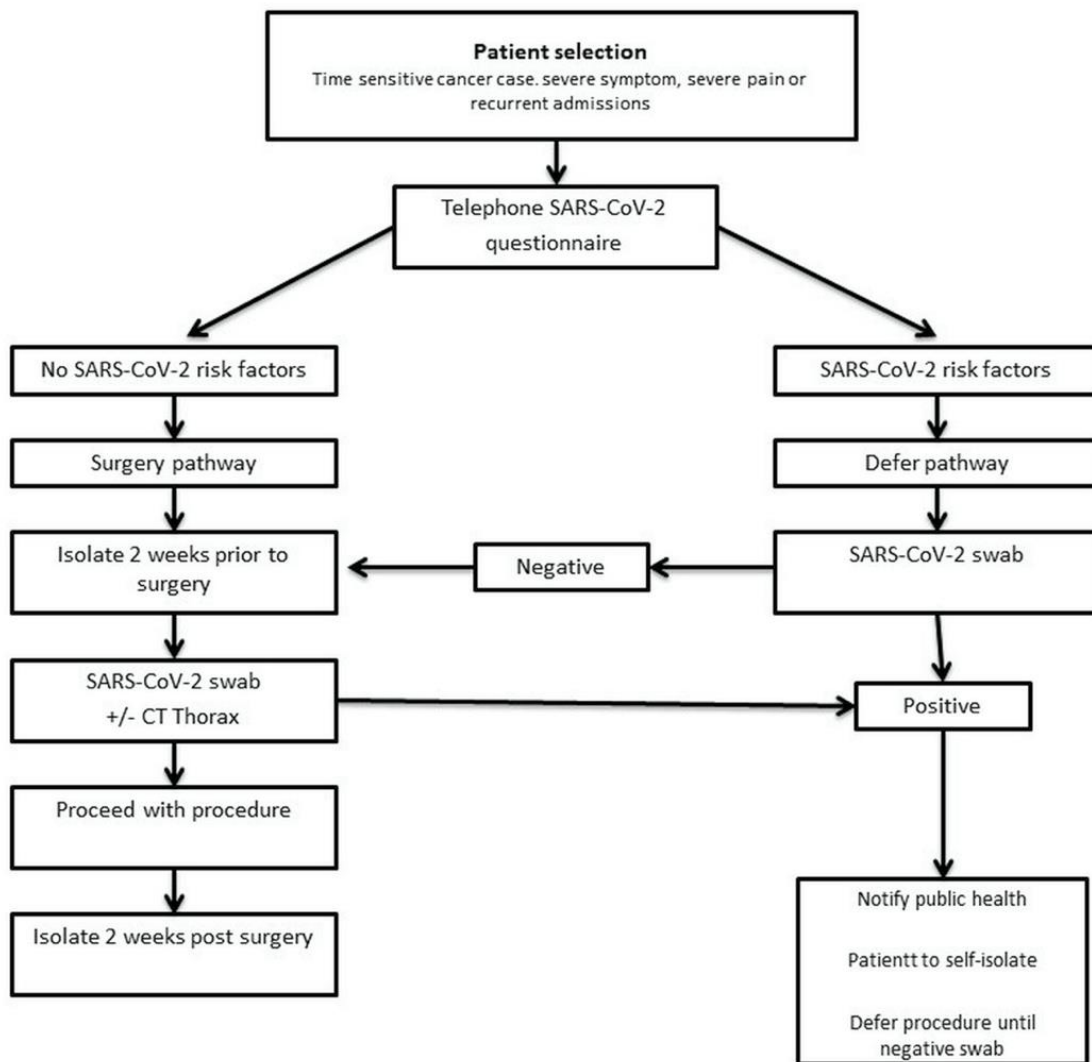 Patient selection
Time sensitive cancer case. severe symptom, severe pain or
recurrent admissions
Telephone SARS-CoV-2
questionnaire
No SARS-CoV-2 risk factors
SARS-CoV-2 risk factors
Surgery pathway
Defer pathway
Isolate 2 weeks prior to
surgery
Negative
SARS-CoV-2 swab
SARS-CoV-2 swab
+/- CT Thorax
Positive
Proceed with procedure
Isolate 2 weeks post surgery
Notify public health
Patientt to self-isolate
Defer procedure until
negative swab